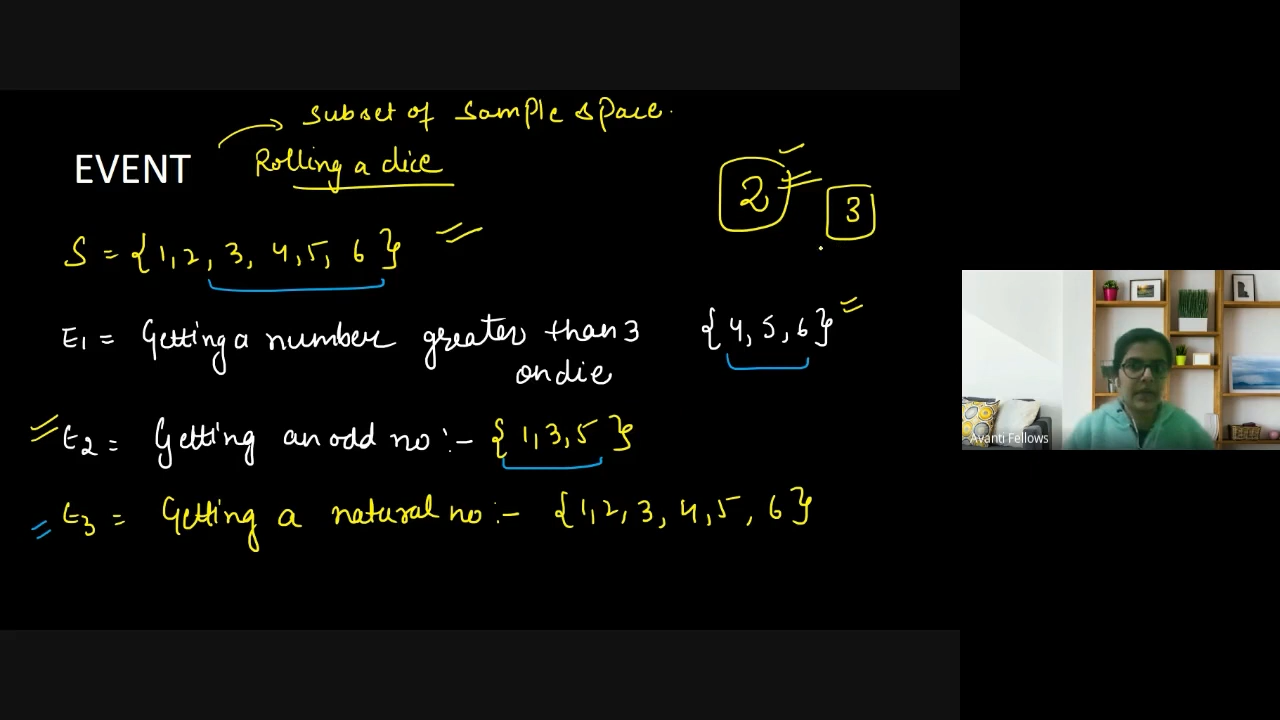 subset of sample space.
EVENT
Rolling a dice
2
3
S = { 1, 2, 3, 4, 5, 6 }
E1 = Getting a number greater than 3 { 4, 5, 6 }
on die
E2 = Getting an odd no :- { 1, 3, 5 }
E3 = Getting a natural no :- { 1, 2, 3, 4, 5, 6 }
Avanti Fellows